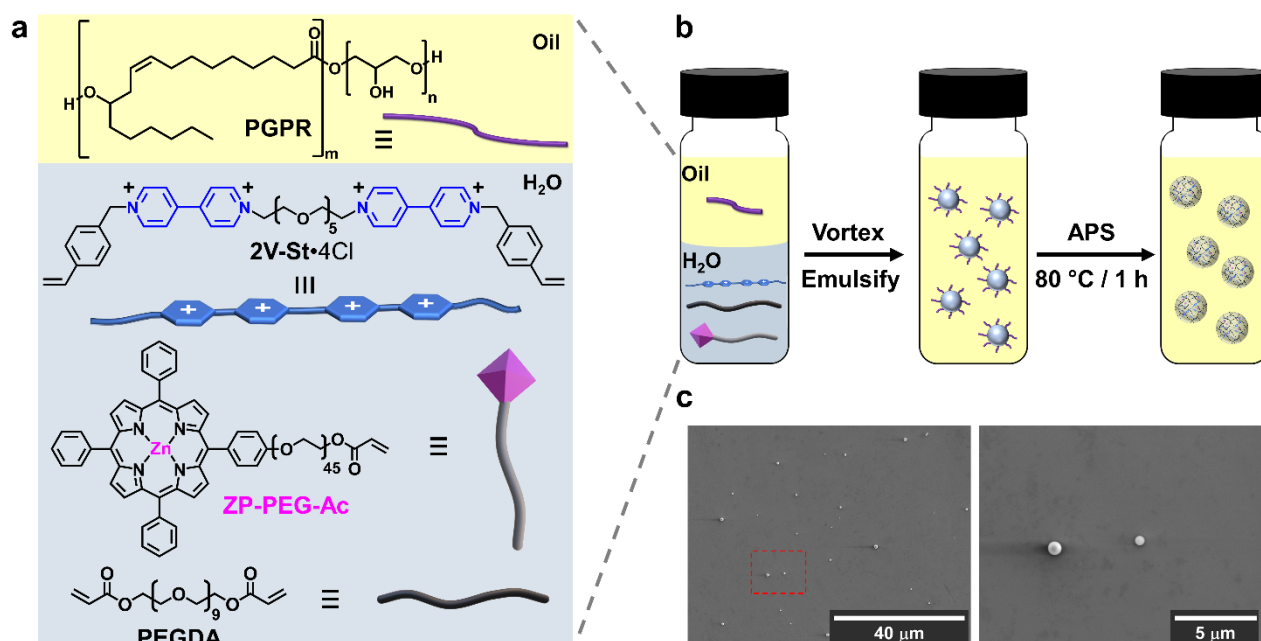 a
Oil
O
O
H
O
O
H
OH
n
PGPR
m
H₂O
+
+
+
+
N
N
O
5
N
N
2V-St•4Cl
+
+
+
+
N
N
Zn
N
N
O
45
O
O
ZP-PEG-Ac
O
O
O
9
O
O
PEGDA
b
Oil
H₂O
Vortex
Emulsify
APS
80 °C / 1 h
c
40 µm
5 µm